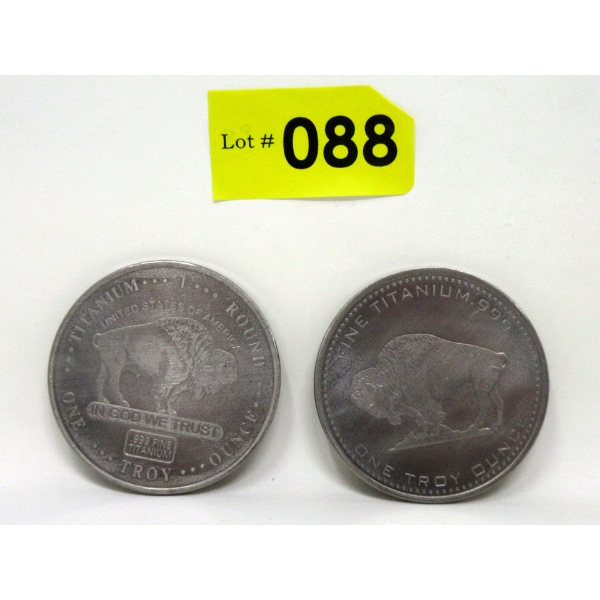 Lot # 088
TITANIUM ROUND
UNITED STATES OF AMERICA
IN GOD WE TRUST
.999 FINE
TITANIUM
ONE TROY OUNCE
FINE TITANIUM .999
ONE TROY OUNCE